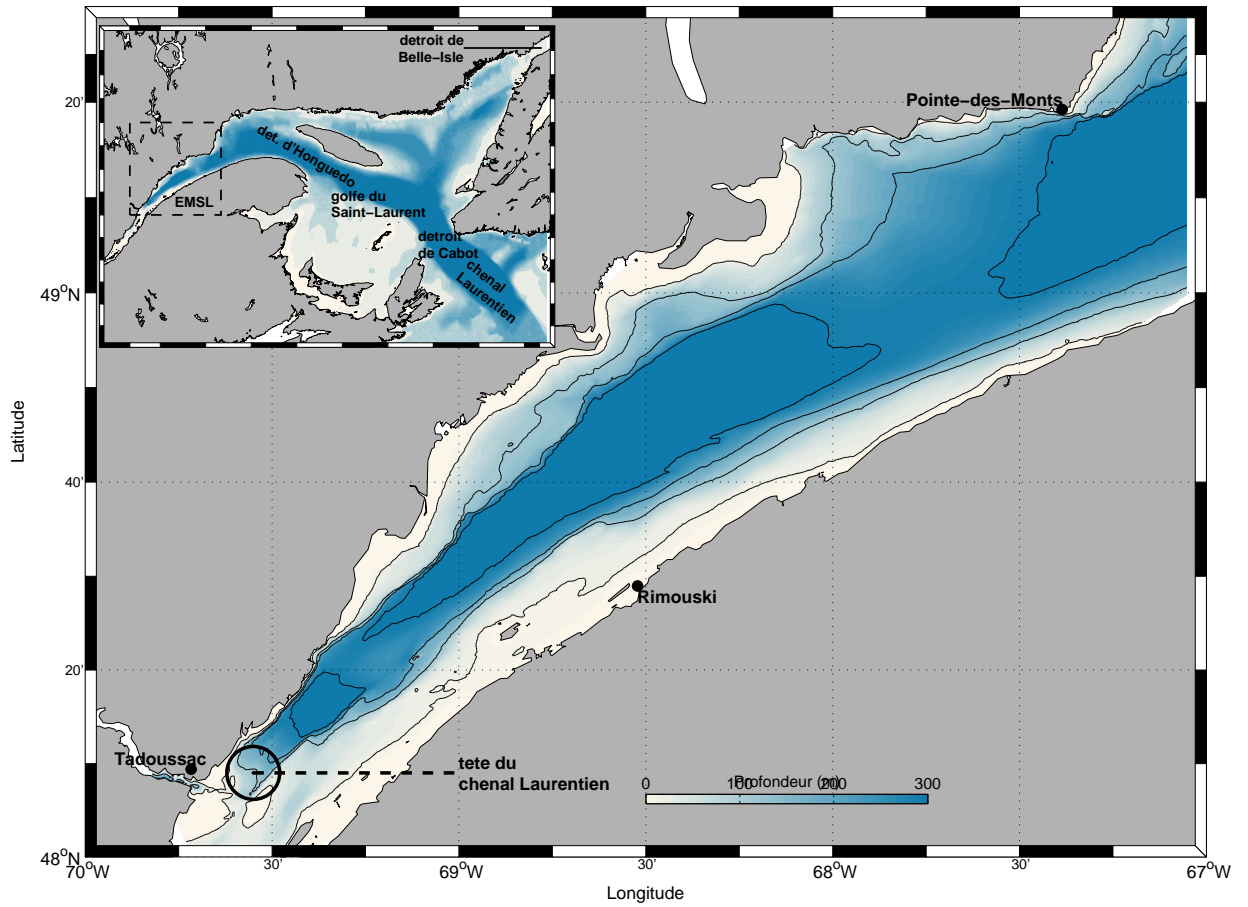 detroit de
Belle−Isle
det. d'Honguedo
EMSL
golfe du
Saint−Laurent
detroit
de Cabot
chenal
Laurentien
Pointe−des−Monts
Rimouski
Tadoussac
tete du
chenal Laurentien
Profondeur (m)
0 100 200 300
20'
49°N
40'
20'
48°N
70°W 30' 69°W 30' 68°W 30' 67°W
Latitude
Longitude